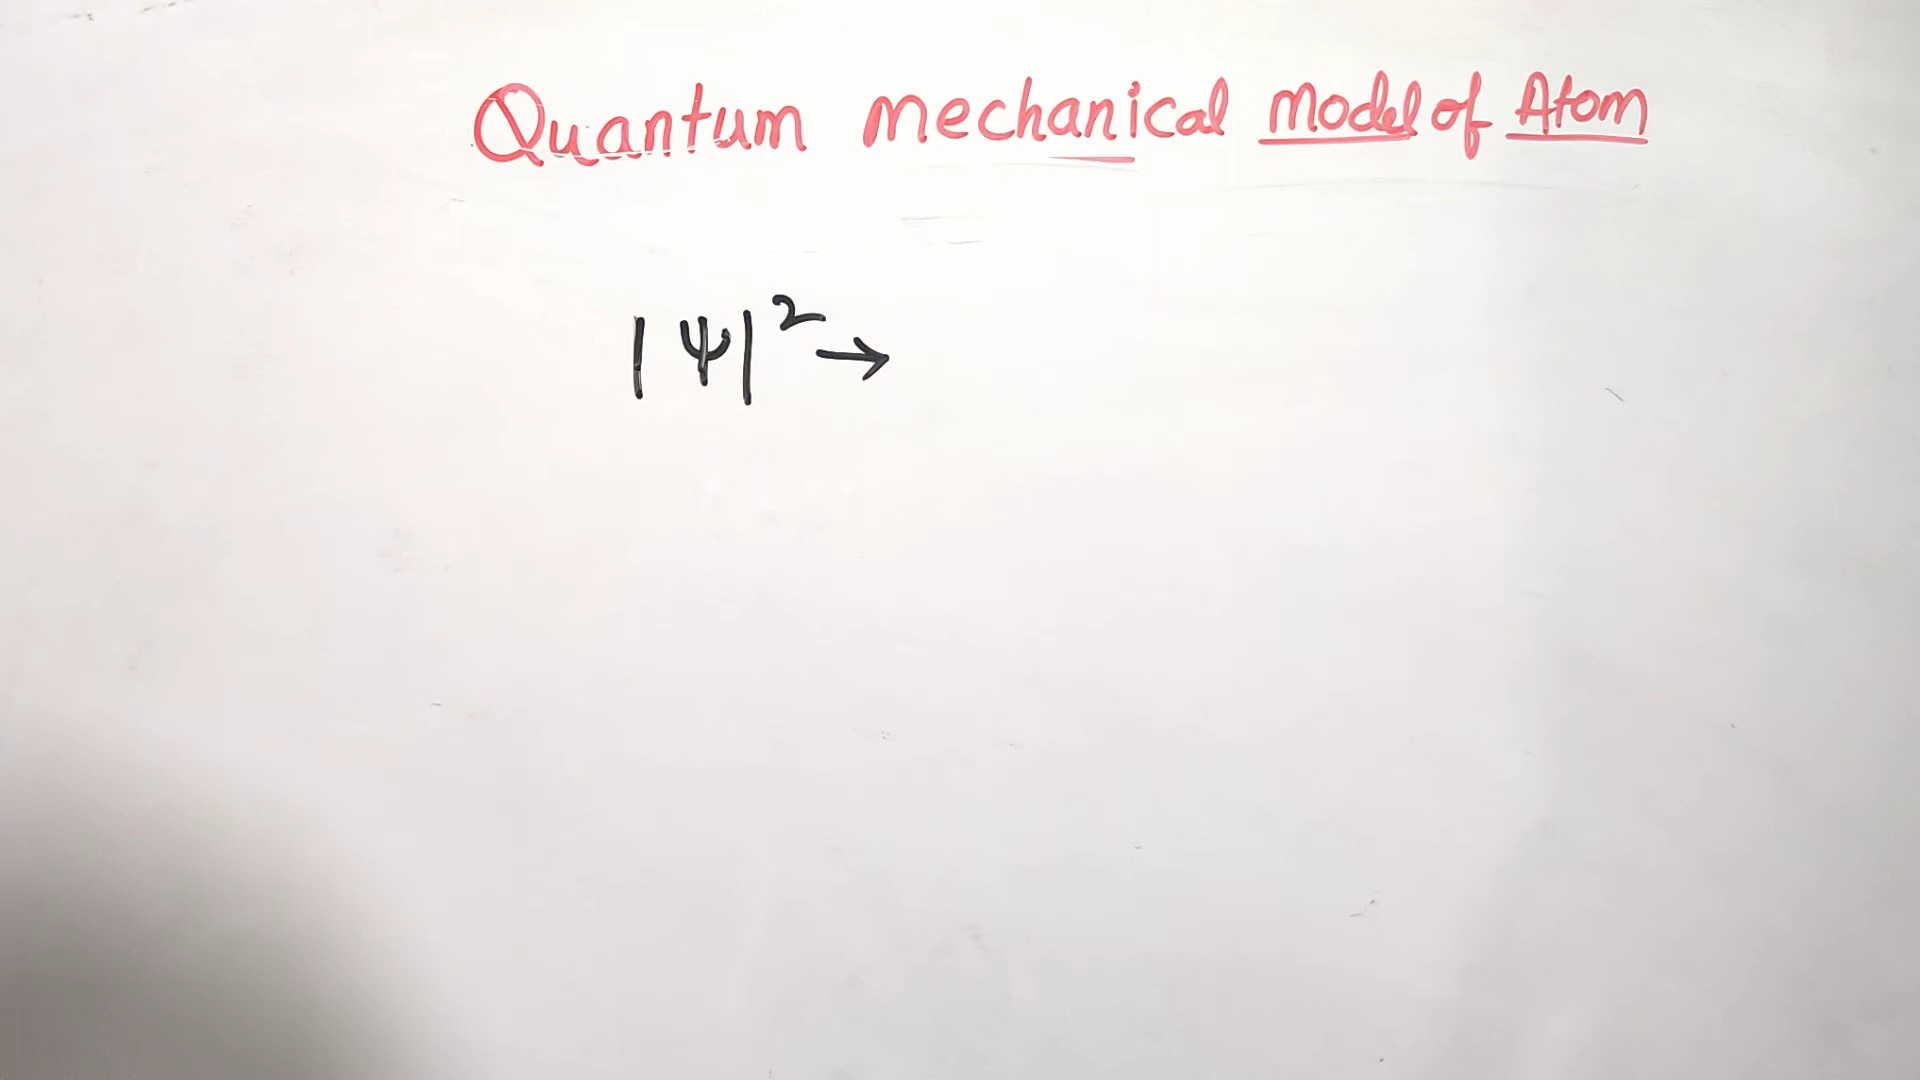 Quantum mechanical model of Atom
|Ψ|² →